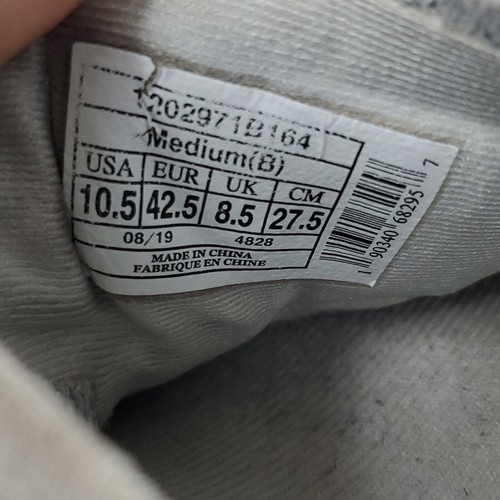 1202971B164
Medium(B)
USA EUR UK CM
10.5 42.5 8.5 27.5
08/19 4828
MADE IN CHINA
FABRIQUE EN CHINE
1 90340 68295 7